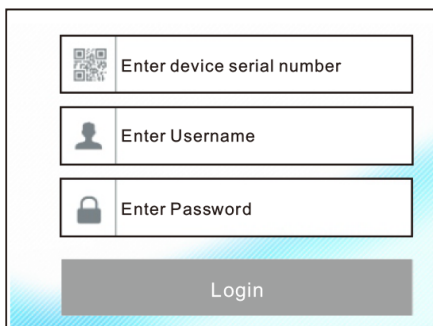 Enter device serial number
Enter Username
Enter Password
Login